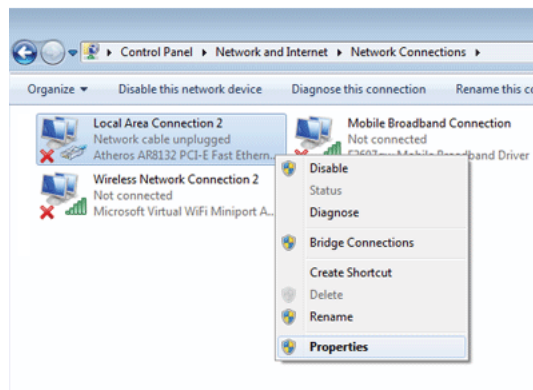 Control Panel ▸ Network and Internet ▸ Network Connections ▸
Organize ▾ Disable this network device Diagnose this connection Rename this
Local Area Connection 2
Network cable unplugged
Atheros AR8132 PCI-E Fast Ethern...
Mobile Broadband Connection
Not connected
Mobile Broadband Driver
Wireless Network Connection 2
Not connected
Microsoft Virtual WiFi Miniport A...
Disable
Status
Diagnose
Bridge Connections
Create Shortcut
Delete
Rename
Properties